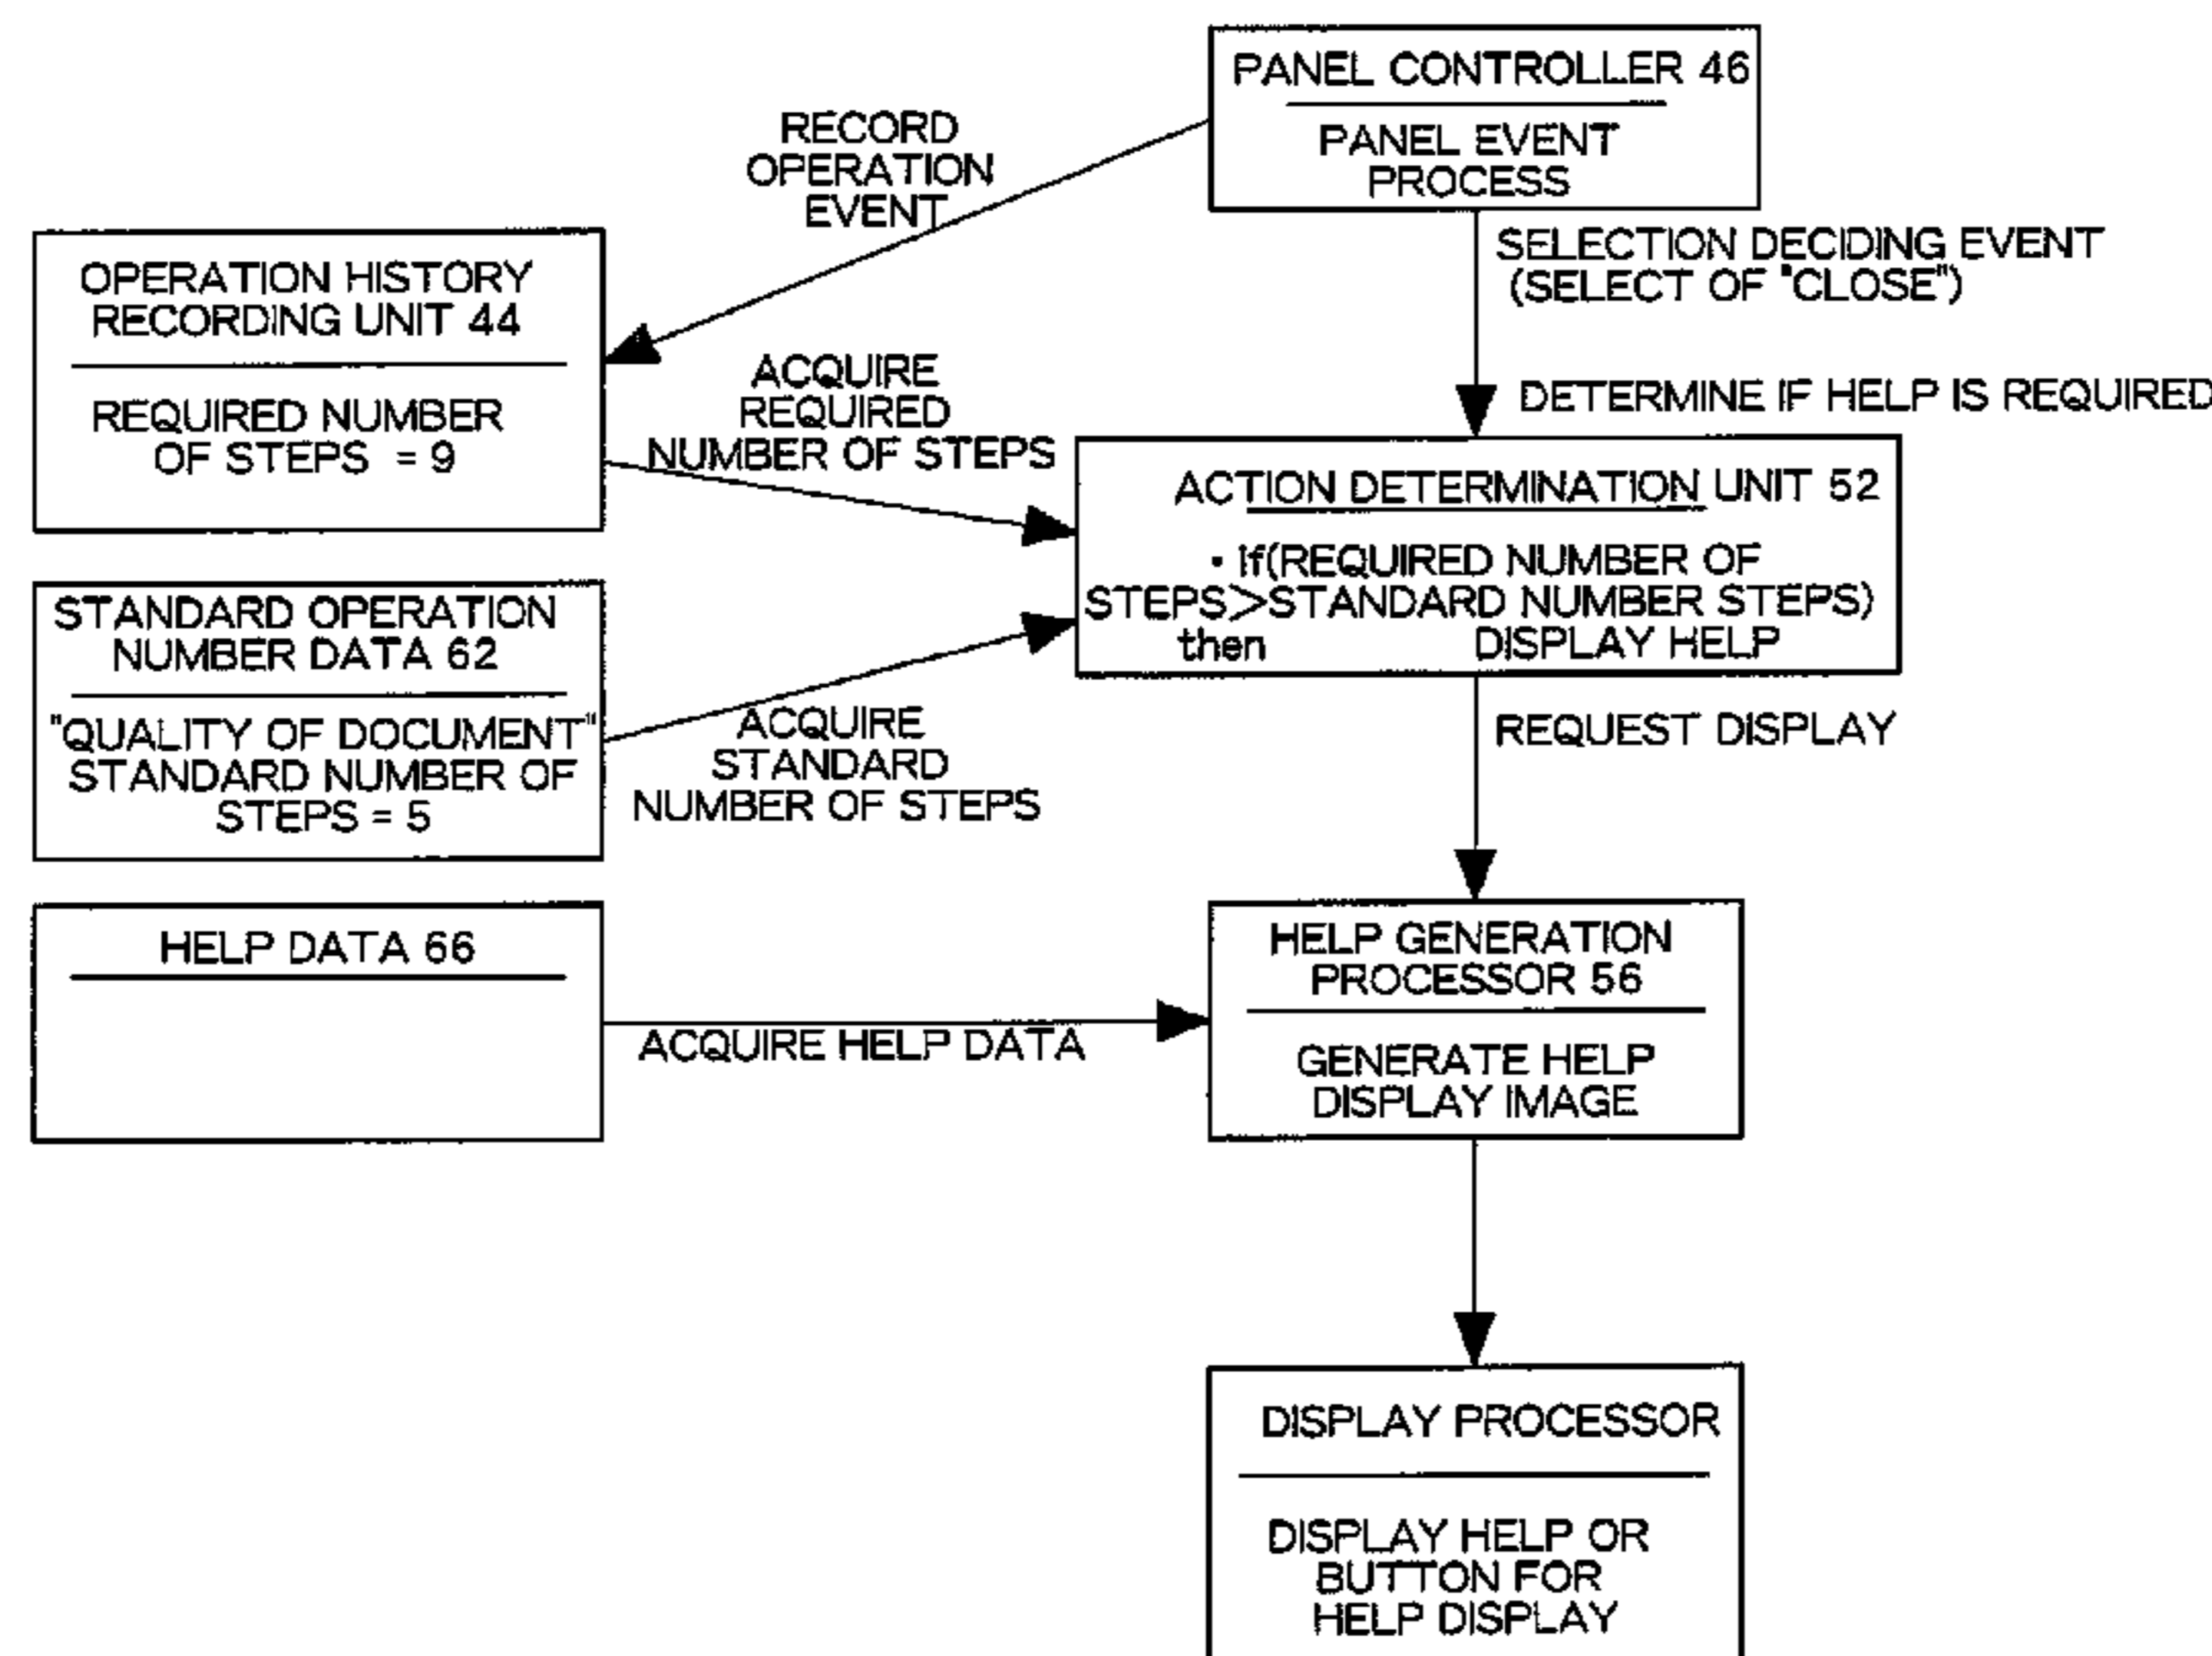 PANEL CONTROLLER 46
PANEL EVENT
PROCESS
RECORD
OPERATION
EVENT
SELECTION DECIDING EVENT
(SELECT OF "CLOSE")
OPERATION HISTORY
RECORDING UNIT 44
REQUIRED NUMBER
OF STEPS = 9
ACQUIRE
REQUIRED
NUMBER OF STEPS
DETERMINE IF HELP IS REQUIRED
ACTION DETERMINATION UNIT 52
• if(REQUIRED NUMBER OF
STEPS>STANDARD NUMBER STEPS)
then DISPLAY HELP
STANDARD OPERATION
NUMBER DATA 62
"QUALITY OF DOCUMENT"
STANDARD NUMBER OF
STEPS = 5
ACQUIRE
STANDARD
NUMBER OF STEPS
REQUEST DISPLAY
HELP DATA 66
ACQUIRE HELP DATA
HELP GENERATION
PROCESSOR 56
GENERATE HELP
DISPLAY IMAGE
DISPLAY PROCESSOR
DISPLAY HELP OR
BUTTON FOR
HELP DISPLAY